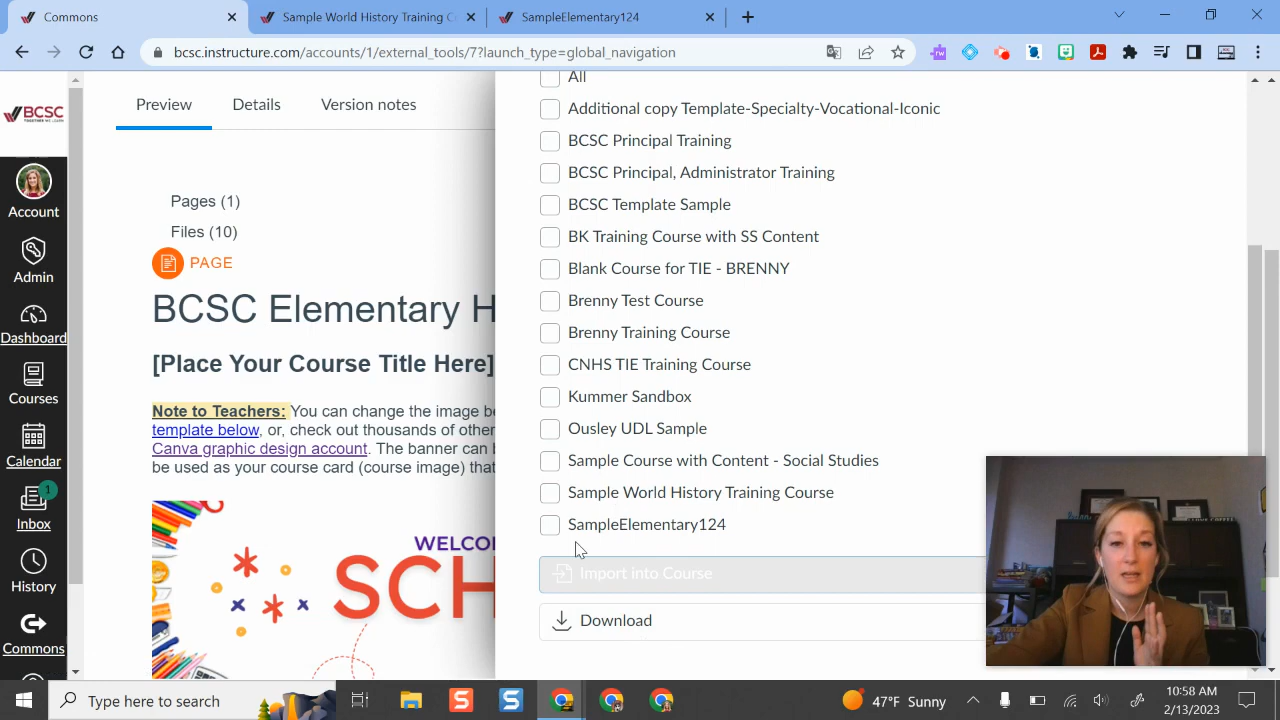 Commons
Sample World History Training C
SampleElementary124
bcsc.instructure.com/accounts/1/external_tools/7?launch_type=global_navigation
BCSC
TOGETHER WE LEARN
Account
Admin
Dashboard
Courses
Calendar
1
Inbox
History
Commons
Preview
Details
Version notes
Pages (1)
Files (10)
PAGE
BCSC Elementary H
[Place Your Course Title Here]
Note to Teachers: You can change the image be
template below, or, check out thousands of other
Canva graphic design account. The banner can b
be used as your course card (course image) that
WELCO
SCH
All
Additional copy Template-Specialty-Vocational-Iconic
BCSC Principal Training
BCSC Principal, Administrator Training
BCSC Template Sample
BK Training Course with SS Content
Blank Course for TIE - BRENNY
Brenny Test Course
Brenny Training Course
CNHS TIE Training Course
Kummer Sandbox
Ousley UDL Sample
Sample Course with Content - Social Studies
Sample World History Training Course
SampleElementary124
Import into Course
Download
Type here to search
47°F Sunny
10:58 AM
2/13/2023